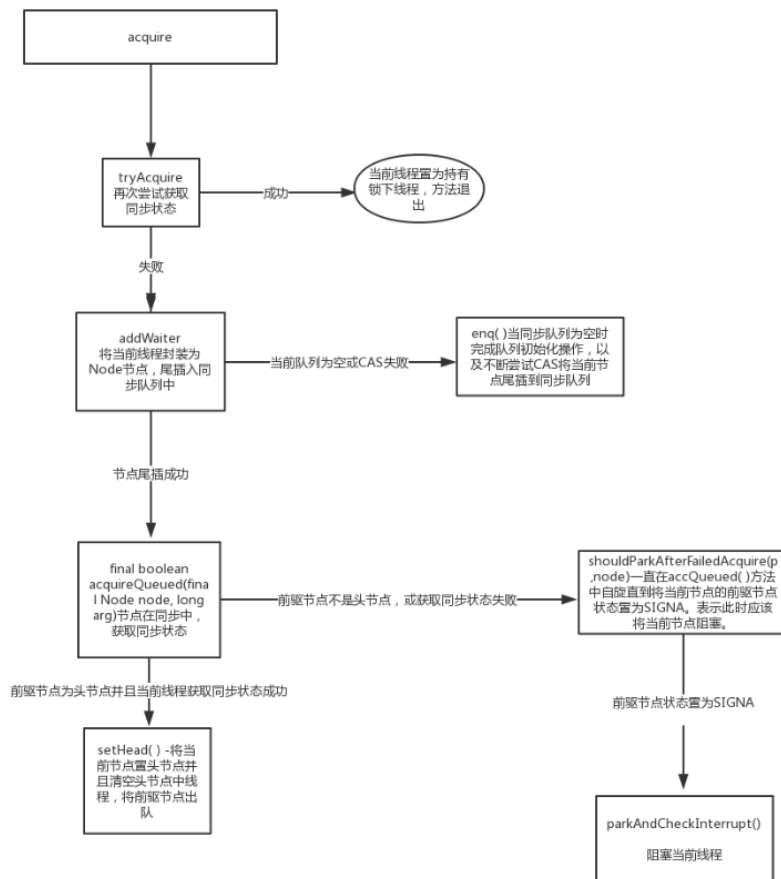 acquire
tryAcquire
再次尝试获取
同步状态
成功
当前线程置为持有
锁下线程，方法退
出
失败
addWaiter
将当前线程封装为
Node节点，尾插入同
步队列中
当前队列为空或CAS失败
enq( )当同步队列为空时
完成队列初始化操作，以
及不断尝试CAS将当前节
点尾插到同步队列
节点尾插成功
final boolean
acquireQueued(fina
l Node node, long
arg)节点在同步中，
获取同步状态
前驱节点不是头节点，或获取同步状态失败
shouldParkAfterFailedAcquire(p
,node)一直在accQueued( )方法
中自旋直到将当前节点的前驱节点
状态置为SIGNA。表示此时应该
将当前节点阻塞。
前驱节点为头节点并且当前线程获取同步状态成功
前驱节点状态置为SIGNA
setHead( ) -将当
前节点置头节点并
且清空头节点中线
程，将前驱节点出
队
parkAndCheckInterrupt()
阻塞当前线程